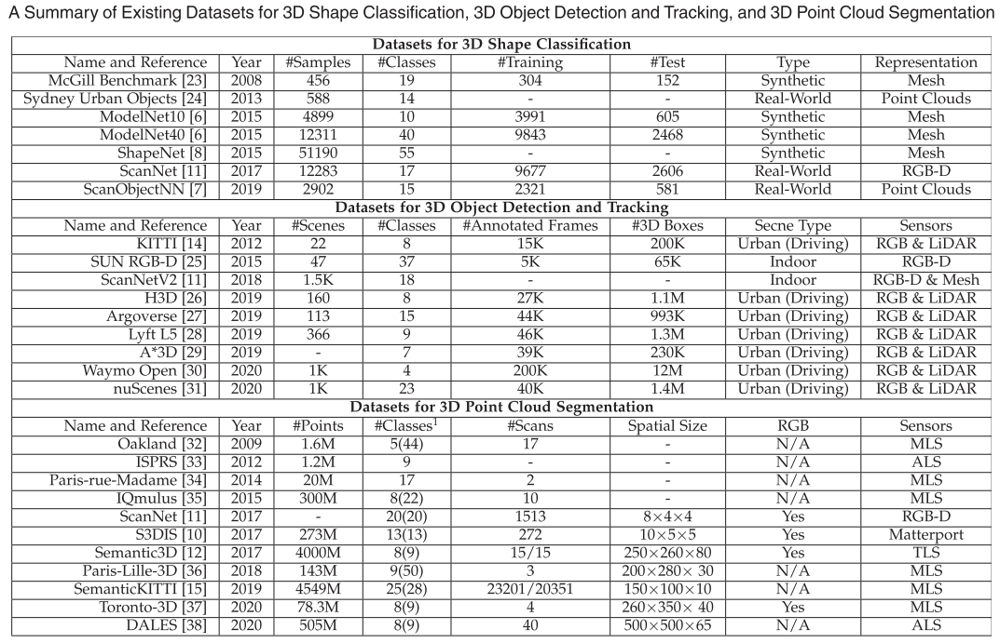 A Summary of Existing Datasets for 3D Shape Classification, 3D Object Detection and Tracking, and 3D Point Cloud Segmentation
Datasets for 3D Shape Classification
Name and Reference Year #Samples #Classes #Training #Test Type Representation
McGill Benchmark [23] 2008 456 19 304 152 Synthetic Mesh
Sydney Urban Objects [24] 2013 588 14 - - Real-World Point Clouds
ModelNet10 [6] 2015 4899 10 3991 605 Synthetic Mesh
ModelNet40 [6] 2015 12311 40 9843 2468 Synthetic Mesh
ShapeNet [8] 2015 51190 55 - - Synthetic Mesh
ScanNet [11] 2017 12283 17 9677 2606 Real-World RGB-D
ScanObjectNN [7] 2019 2902 15 2321 581 Real-World Point Clouds
Datasets for 3D Object Detection and Tracking
Name and Reference Year #Scenes #Classes #Annotated Frames #3D Boxes Secne Type Sensors
KITTI [14] 2012 22 8 15K 200K Urban (Driving) RGB & LiDAR
SUN RGB-D [25] 2015 47 37 5K 65K Indoor RGB-D
ScanNetV2 [11] 2018 1.5K 18 - - Indoor RGB-D & Mesh
H3D [26] 2019 160 8 27K 1.1M Urban (Driving) RGB & LiDAR
Argoverse [27] 2019 113 15 44K 993K Urban (Driving) RGB & LiDAR
Lyft L5 [28] 2019 366 9 46K 1.3M Urban (Driving) RGB & LiDAR
A*3D [29] 2019 - 7 39K 230K Urban (Driving) RGB & LiDAR
Waymo Open [30] 2020 1K 4 200K 12M Urban (Driving) RGB & LiDAR
nuScenes [31] 2020 1K 23 40K 1.4M Urban (Driving) RGB & LiDAR
Datasets for 3D Point Cloud Segmentation
Name and Reference Year #Points #Classes¹ #Scans Spatial Size RGB Sensors
Oakland [32] 2009 1.6M 5(44) 17 - N/A MLS
ISPRS [33] 2012 1.2M 9 - - N/A ALS
Paris-rue-Madame [34] 2014 20M 17 2 - N/A MLS
IQmulus [35] 2015 300M 8(22) 10 - N/A MLS
ScanNet [11] 2017 - 20(20) 1513 8×4×4 Yes RGB-D
S3DIS [10] 2017 273M 13(13) 272 10×5×5 Yes Matterport
Semantic3D [12] 2017 4000M 8(9) 15/15 250×260×80 Yes TLS
Paris-Lille-3D [36] 2018 143M 9(50) 3 200×280× 30 N/A MLS
SemanticKITTI [15] 2019 4549M 25(28) 23201/20351 150×100×10 N/A MLS
Toronto-3D [37] 2020 78.3M 8(9) 4 260×350× 40 Yes MLS
DALES [38] 2020 505M 8(9) 40 500×500×65 N/A ALS